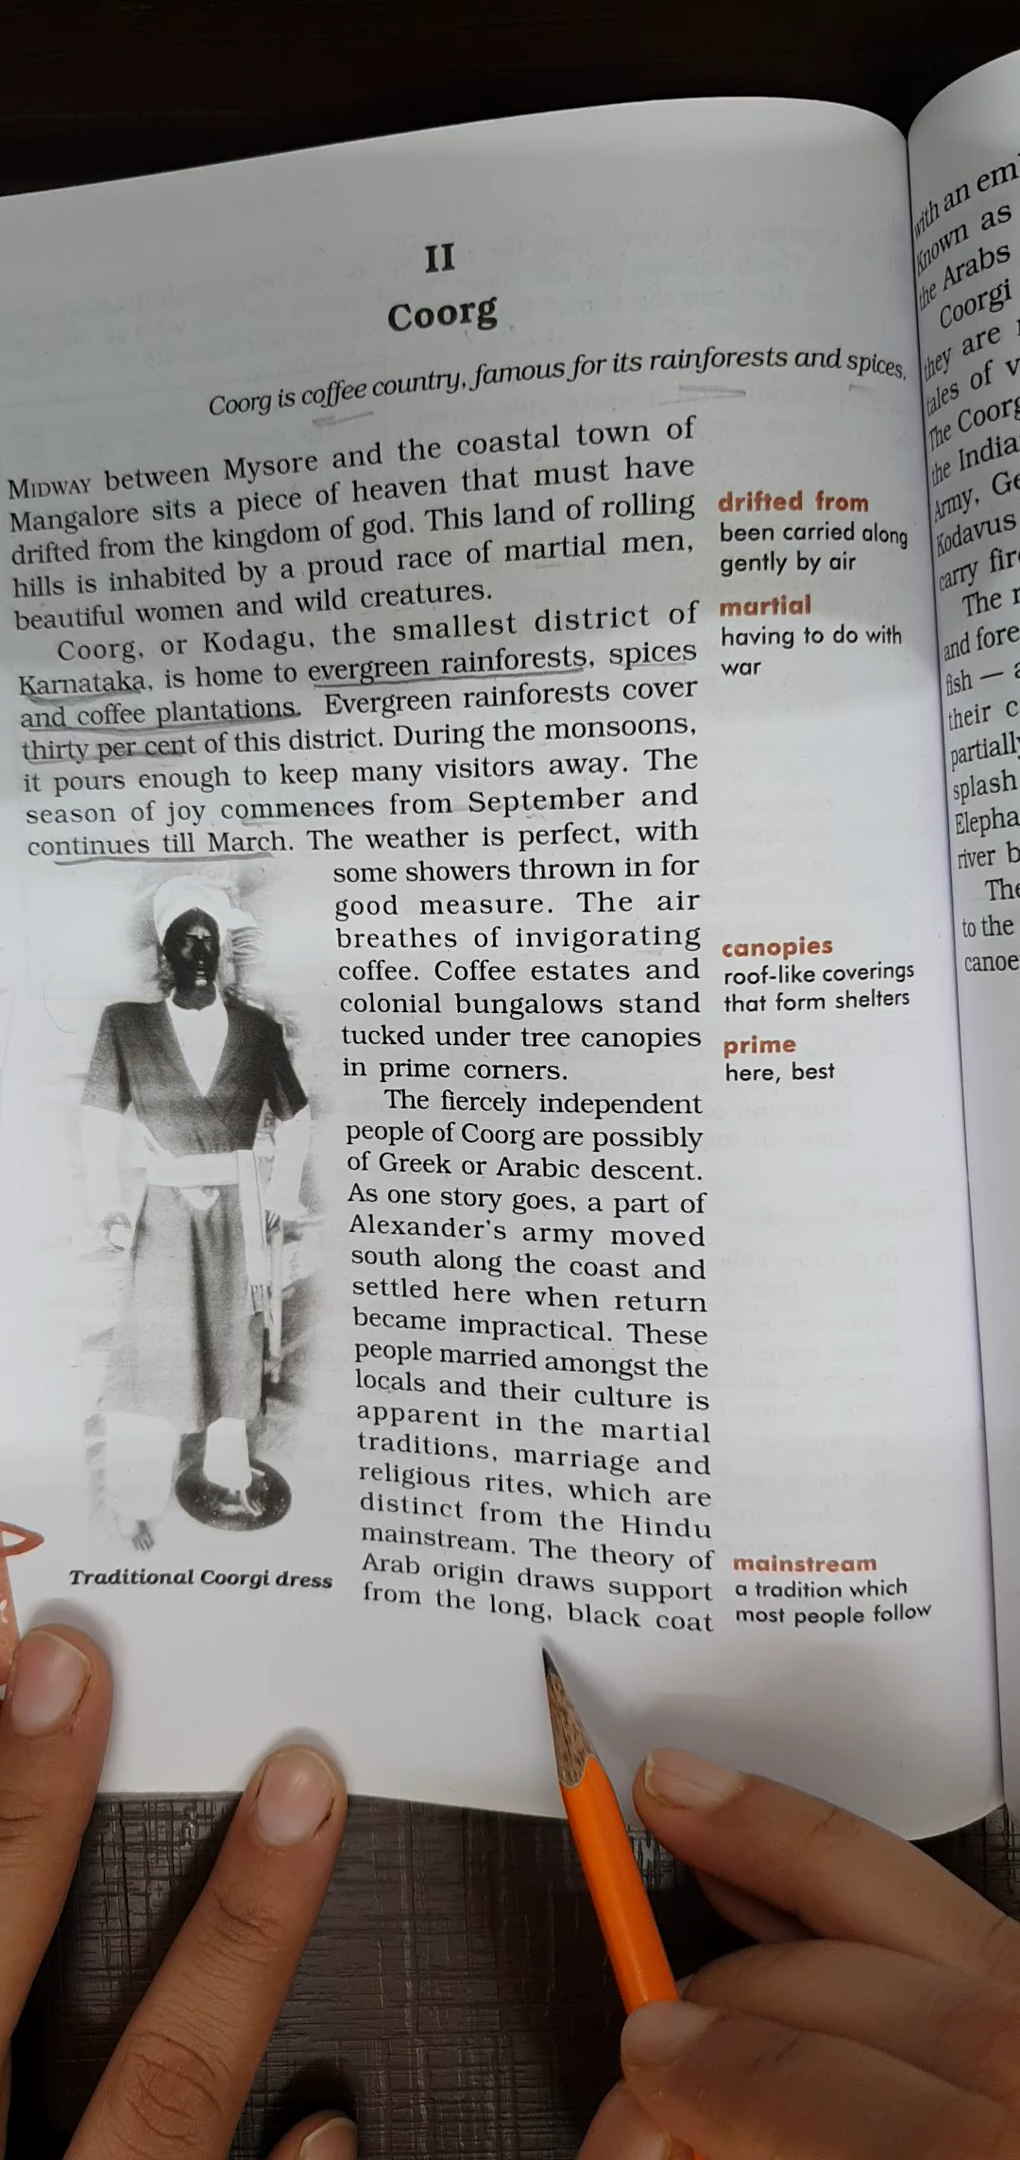 II
Coorg
Coorg is coffee country, famous for its rainforests and spices.
MIDWAY between Mysore and the coastal town of
Mangalore sits a piece of heaven that must have
drifted from the kingdom of god. This land of rolling
hills is inhabited by a proud race of martial men,
beautiful women and wild creatures.
Coorg, or Kodagu, the smallest district of
Karnataka, is home to evergreen rainforests, spices
and coffee plantations. Evergreen rainforests cover
thirty per cent of this district. During the monsoons,
it pours enough to keep many visitors away. The
season of joy commences from September and
continues till March. The weather is perfect, with
some showers thrown in for
good measure. The air
breathes of invigorating
coffee. Coffee estates and
colonial bungalows stand
tucked under tree canopies
in prime corners.
The fiercely independent
people of Coorg are possibly
of Greek or Arabic descent.
As one story goes, a part of
Alexander's army moved
south along the coast and
settled here when return
became impractical. These
people married amongst the
locals and their culture is
apparent in the martial
traditions, marriage and
religious rites, which are
distinct from the Hindu
mainstream. The theory of
Arab origin draws support
from the long, black coat
Traditional Coorgi dress
drifted from
been carried along
gently by air
martial
having to do with
war
canopies
roof-like coverings
that form shelters
prime
here, best
mainstream
a tradition which
most people follow
with an
Known as
the Arabs
Coorgi
they are
tales of
The
the
Army,
Kodavus
carry
The
and
fish —
their
splash
river
The
to the